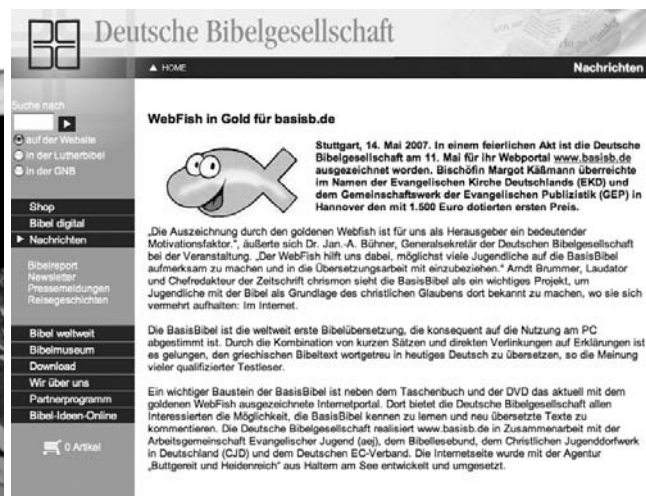 Deutsche Bibelgesellschaft
▲ HOME
Nachrichten
Suche nach
auf der Website
in der Lutherbibel
in der GNB
Shop
Bibel digital
Nachrichten
Bibelreport
Newsletter
Pressemeldungen
Reisegeschichten
Bibel weltweit
Bibelmuseum
Download
Wir über uns
Partnerprogramm
Bibel-Ideen-Online
0 Artikel
WebFish in Gold für basisb.de
Stuttgart, 14. Mai 2007. In einem feierlichen Akt ist die Deutsche
Bibelgesellschaft am 11. Mai für ihr Webportal www.basisb.de
ausgezeichnet worden. Bischöfin Margot Käßmann überreichte
im Namen der Evangelischen Kirche Deutschlands (EKD) und
dem Gemeinschaftswerk der Evangelischen Publizistik (GEP) in
Hannover den mit 1.500 Euro dotierten ersten Preis.
„Die Auszeichnung durch den goldenen Webfish ist für uns als Herausgeber ein bedeutender
Motivationsfaktor.", äußerte sich Dr. Jan.-A. Bühner, Generalsekretär der Deutschen Bibelgesellschaft
bei der Veranstaltung. „Der WebFish hilft uns dabei, möglichst viele Jugendliche auf die BasisBibel
aufmerksam zu machen und in die Übersetzungsarbeit mit einzubeziehen." Arndt Brummer, Laudator
und Chefredakteur der Zeitschrift chrismon sieht die BasisBibel als ein wichtiges Projekt, um
Jugendliche mit der Bibel als Grundlage des christlichen Glaubens dort bekannt zu machen, wo sie sich
vermehrt aufhalten: Im Internet.
Die BasisBibel ist die weltweit erste Bibelübersetzung, die konsequent auf die Nutzung am PC
abgestimmt ist. Durch die Kombination von kurzen Sätzen und direkten Verlinkungen auf Erklärungen ist
es gelungen, den griechischen Bibeltext wortgetreu in heutiges Deutsch zu übersetzen, so die Meinung
vieler qualifizierter Testleser.
Ein wichtiger Baustein der BasisBibel ist neben dem Taschenbuch und der DVD das aktuell mit dem
goldenen WebFish ausgezeichnete Internetportal. Dort bietet die Deutsche Bibelgesellschaft allen
Interessierten die Möglichkeit, die BasisBibel kennen zu lernen und neu übersetzte Texte zu
kommentieren. Die Deutsche Bibelgesellschaft realisiert www.basisb.de in Zusammenarbeit mit der
Arbeitsgemeinschaft Evangelischer Jugend (aej), dem Bibellesebund, dem Christlichen Jugenddorfwerk
in Deutschland (CJD) und dem Deutschen EC-Verband. Die Internetseite wurde mit der Agentur
„Buttgereit und Heidenreich" aus Haltern am See entwickelt und umgesetzt.